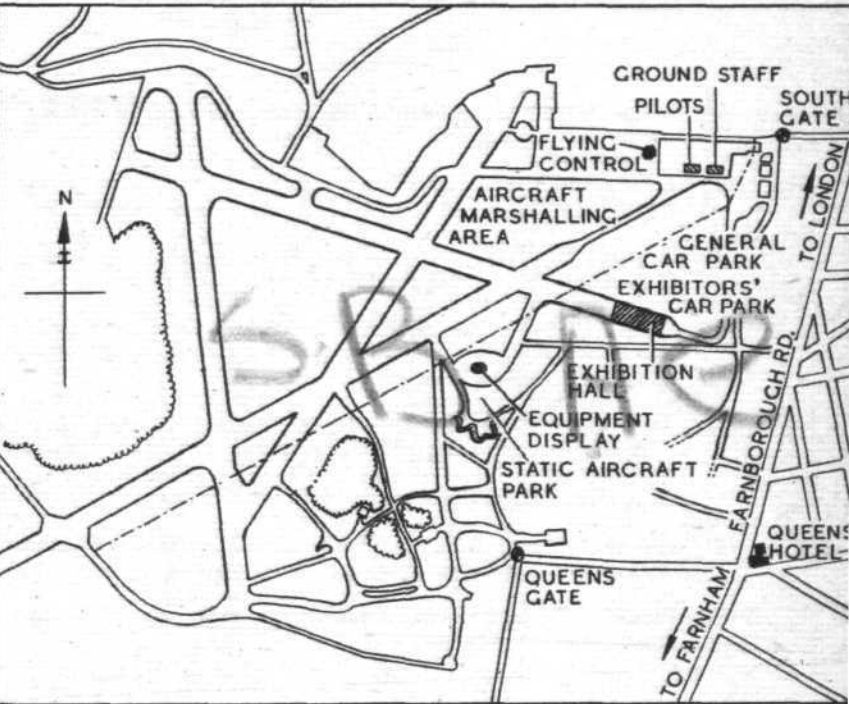 GROUND STAFF
PILOTS
SOUTH
GATE
FLYING
CONTROL
N
AIRCRAFT
MARSHALLING
AREA
TO LONDON
GENERAL
CAR PARK
EXHIBITORS'
CAR PARK
EXHIBITION
HALL
EQUIPMENT
DISPLAY
STATIC AIRCRAFT
PARK
FARNBOROUGH RD.
QUEENS
HOTEL
QUEENS
GATE
TO FARNHAM